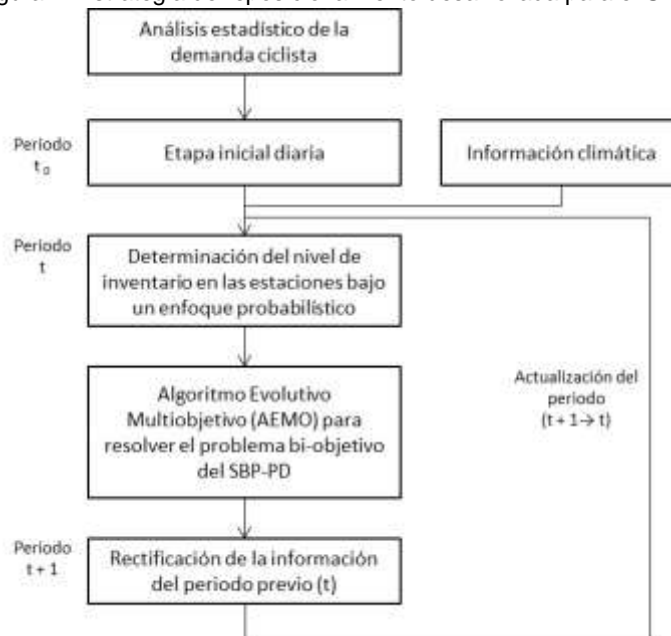 Análisis estadístico de la
demanda ciclista
Periodo
t₀
Etapa inicial diaria
Información climática
Periodo
t
Determinación del nivel de
inventario en las estaciones bajo
un enfoque probabilístico
Algoritmo Evolutivo
Multiobjetivo (AEMO) para
resolver el problema bi-objetivo
del SBP-PD
Actualización del
periodo
(t + 1→ t)
Periodo
t + 1
Rectificación de la información
del periodo previo (t)